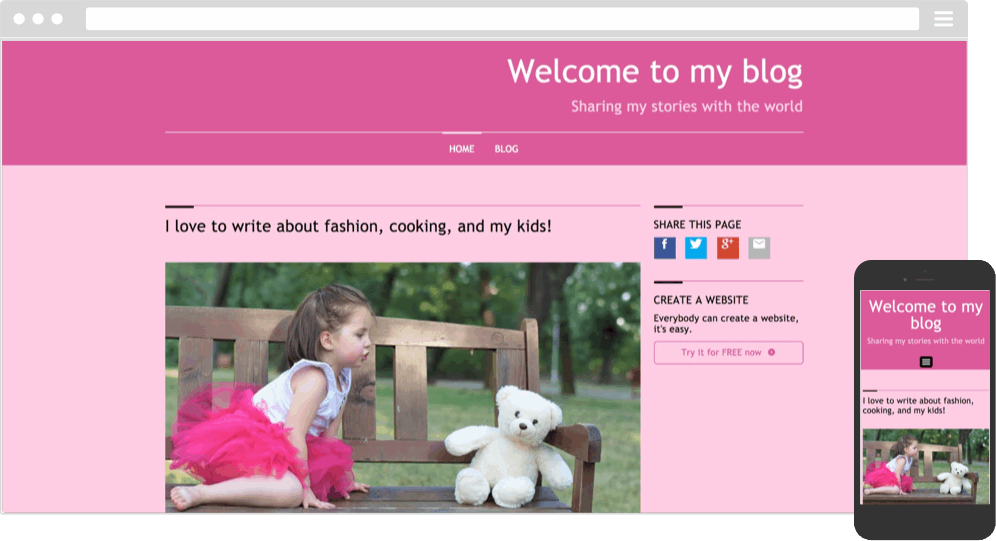 Welcome to my blog
Sharing my stories with the world
HOME BLOG
I love to write about fashion, cooking, and my kids!
SHARE THIS PAGE
f g+
CREATE A WEBSITE
Everybody can create a website,
it's easy.
Try It for FREE now
Welcome to my
blog
Sharing my stories with the world
I love to write about fashion,
cooking, and my kids!